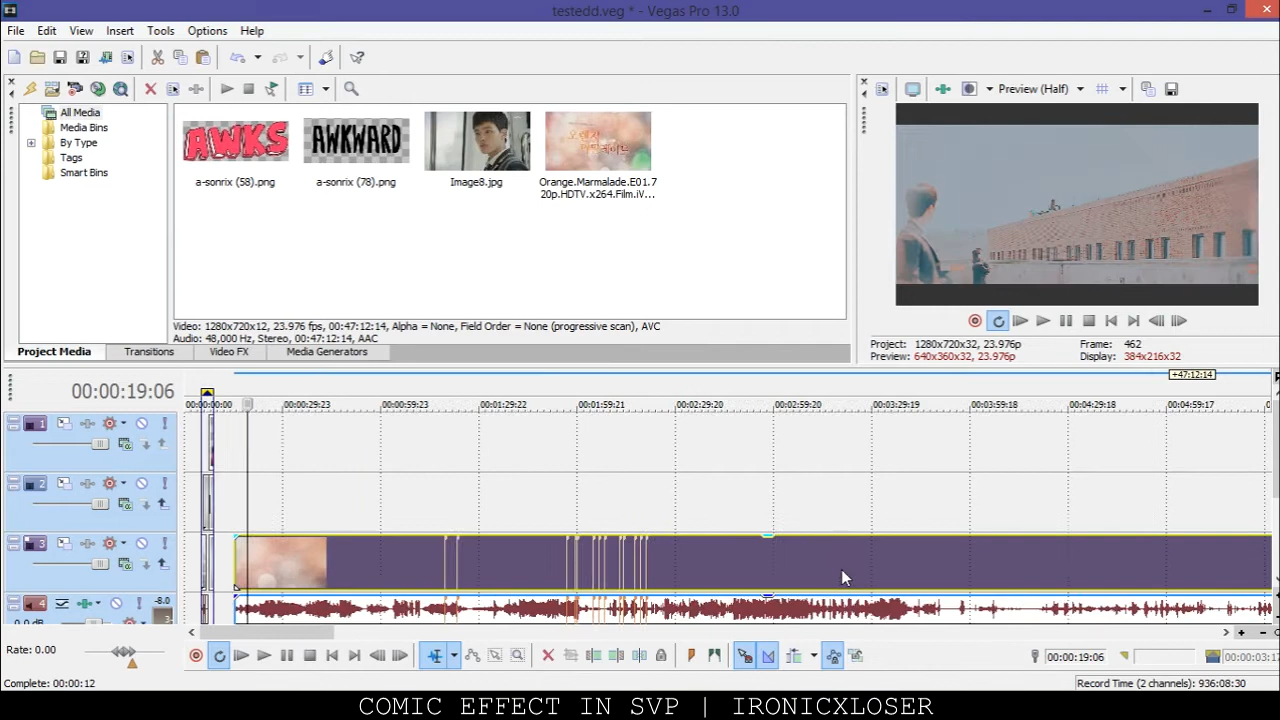 testedd.veg * - Vegas Pro 13.0
File Edit View Insert Tools Options Help
Preview (Half)
All Media
Media Bins
By Type
Tags
Smart Bins
AWKS
AWKWARD
a-sonrix (58).png
a-sonrix (78).png
Image8.jpg
Orange.Marmalade.E01.7
20p.HDTV.x264.Film.iV...
Video: 1280x720x12, 23.976 fps, 00:47:12:14, Alpha = None, Field Order = None (progressive scan), AVC
Audio: 48,000 Hz, Stereo, 00:47:12:14, AAC
Project Media Transitions Video FX Media Generators
Project: 1280x720x32, 23.976p Frame: 462
Preview: 640x360x32, 23.976p Display: 384x216x32
+47:12:14
00:00:19:06
00:00:00:00 00:00:29:23 00:00:59:23 00:01:29:22 00:01:59:21 00:02:29:20 00:02:59:20 00:03:29:19 00:03:59:18 00:04:29:18 00:04:59:17
1
2
3
4
-8.0
0.0 dB
Rate: 0.00
00:00:19:06
Complete: 00:00:12
Record Time (2 channels): 936:08:30
COMIC EFFECT IN SVP | IRONICXLOSER